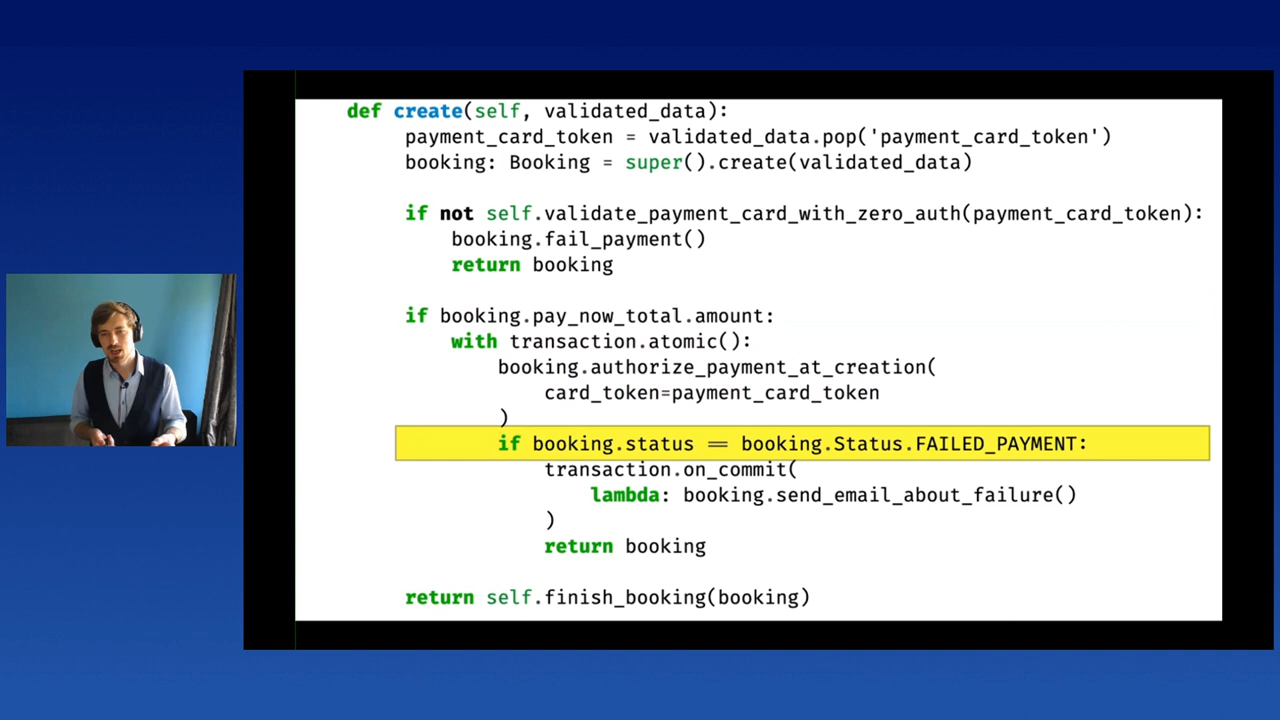 def create(self, validated_data):
payment_card_token = validated_data.pop('payment_card_token')
booking: Booking = super().create(validated_data)
if not self.validate_payment_card_with_zero_auth(payment_card_token):
booking.fail_payment()
return booking
if booking.pay_now_total.amount:
with transaction.atomic():
booking.authorize_payment_at_creation(
card_token=payment_card_token
)
if booking.status == booking.Status.FAILED_PAYMENT:
transaction.on_commit(
lambda: booking.send_email_about_failure()
)
return booking
return self.finish_booking(booking)